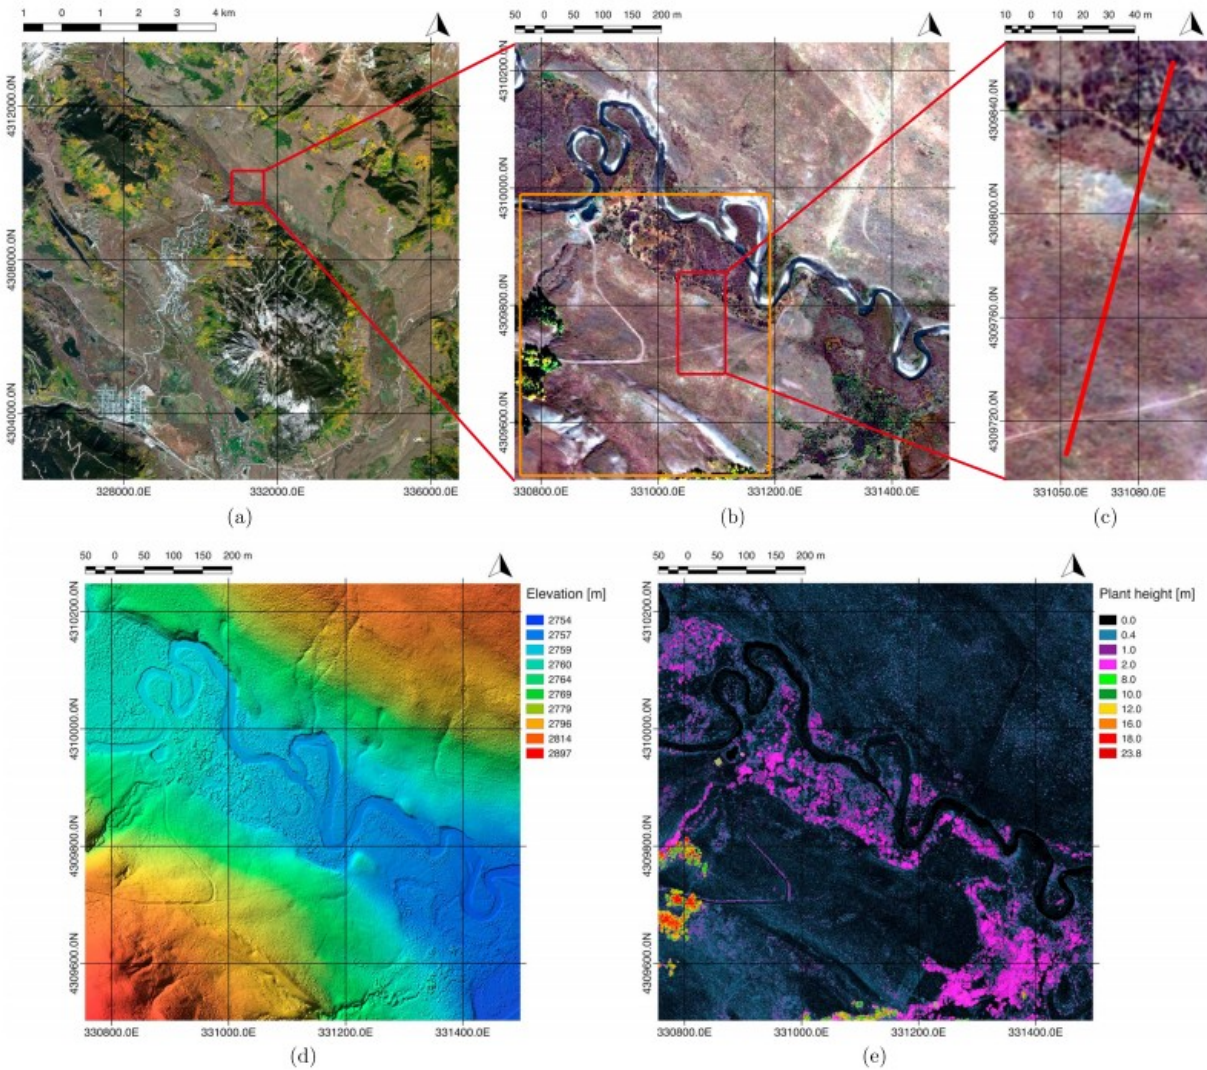 1 0 1 2 3 4 km
50 0 50 100 150 200 m
10 0 10 20 30 40 m
4312000.0N
4308000.0N
4304000.0N
328000.0E 332000.0E 336000.0E
(a)
4310200.0N
4310000.0N
4309800.0N
4309600.0N
330800.0E 331000.0E 331200.0E 331400.0E
(b)
4309840.0N
4309800.0N
4309760.0N
4309720.0N
331050.0E 331080.0E
(c)
50 0 50 100 150 200 m
4310200.0N
4310000.0N
4309800.0N
4309600.0N
330800.0E 331000.0E 331200.0E 331400.0E
Elevation [m]
2754
2757
2759
2760
2764
2769
2779
2796
2814
2897
(d)
50 0 50 100 150 200 m
4310200.0N
4310000.0N
4309800.0N
4309600.0N
330800.0E 331000.0E 331200.0E 331400.0E
Plant height [m]
0.0
0.4
1.0
2.0
8.0
10.0
12.0
16.0
18.0
23.8
(e)